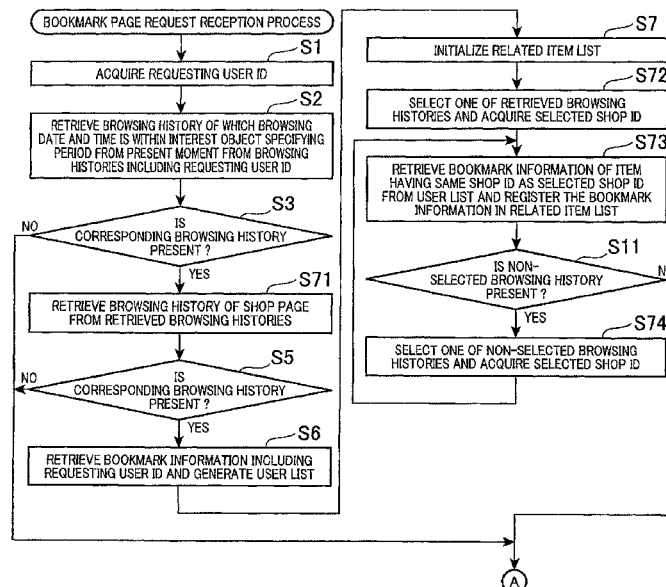 BOOKMARK PAGE REQUEST RECEPTION PROCESS
S1
ACQUIRE REQUESTING USER ID
S2
RETRIEVE BROWSING HISTORY OF WHICH BROWSING
DATE AND TIME IS WITHIN INTEREST OBJECT SPECIFYING
PERIOD FROM PRESENT MOMENT FROM BROWSING
HISTORIES INCLUDING REQUESTING USER ID
S3
NO
IS
CORRESPONDING BROWSING HISTORY
PRESENT ?
YES
S71
RETRIEVE BROWSING HISTORY OF SHOP PAGE
FROM RETRIEVED BROWSING HISTORIES
S5
NO
IS
CORRESPONDING BROWSING HISTORY
PRESENT ?
YES
S6
RETRIEVE BOOKMARK INFORMATION INCLUDING
REQUESTING USER ID AND GENERATE USER LIST
S7
INITIALIZE RELATED ITEM LIST
S72
SELECT ONE OF RETRIEVED BROWSING
HISTORIES AND ACQUIRE SELECTED SHOP ID
S73
RETRIEVE BOOKMARK INFORMATION OF ITEM
HAVING SAME SHOP ID AS SELECTED SHOP ID
FROM USER LIST AND REGISTER THE BOOKMARK
INFORMATION IN RELATED ITEM LIST
S11
IS NON-
SELECTED BROWSING HISTORY
PRESENT ?
N
YES
S74
SELECT ONE OF NON-SELECTED BROWSING
HISTORIES AND ACQUIRE SELECTED SHOP ID
A